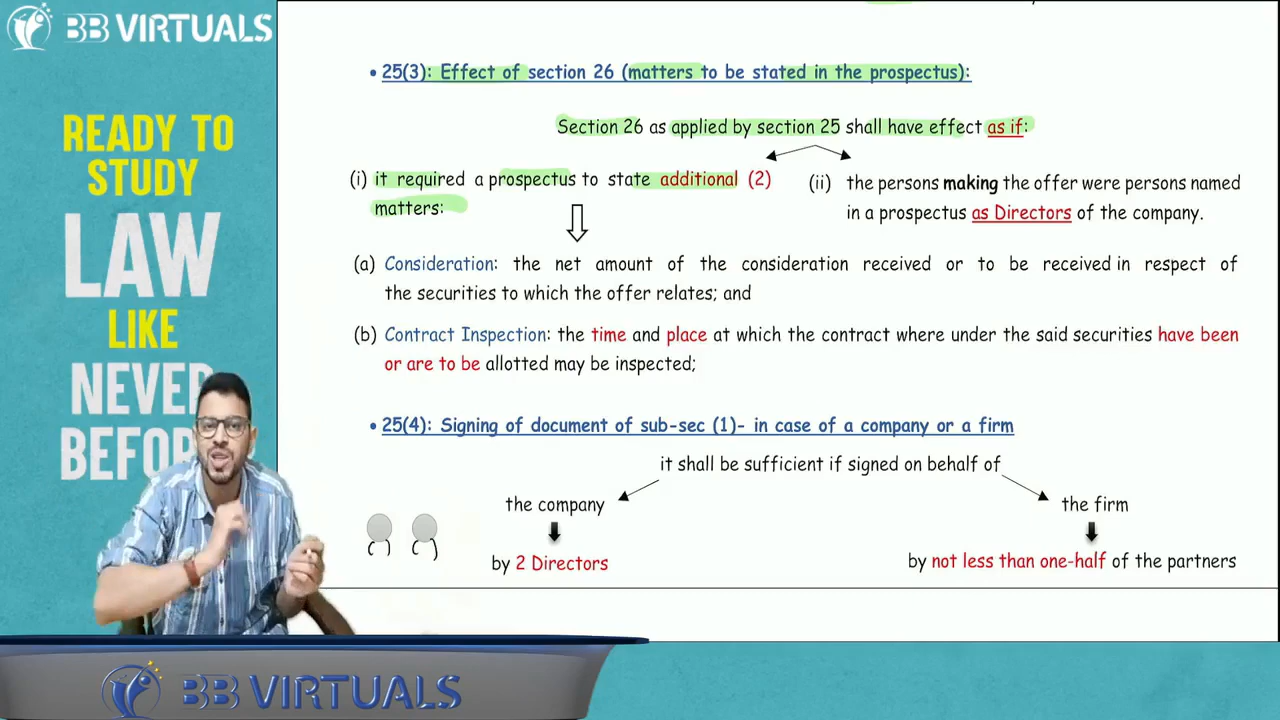 BB VIRTUALS
READY TO
STUDY
LAW
LIKE
NEVER
BEFOR
• 25(3): Effect of section 26 (matters to be stated in the prospectus):
Section 26 as applied by section 25 shall have effect as if:
(i) it required a prospectus to state additional (2)
matters:
(ii) the persons making the offer were persons named
in a prospectus as Directors of the company.
(a) Consideration: the net amount of the consideration received or to be received in respect of
the securities to which the offer relates; and
(b) Contract Inspection: the time and place at which the contract where under the said securities have been
or are to be allotted may be inspected;
• 25(4): Signing of document of sub-sec (1)- in case of a company or a firm
it shall be sufficient if signed on behalf of
the company
the firm
by 2 Directors
by not less than one-half of the partners
BB VIRTUALS